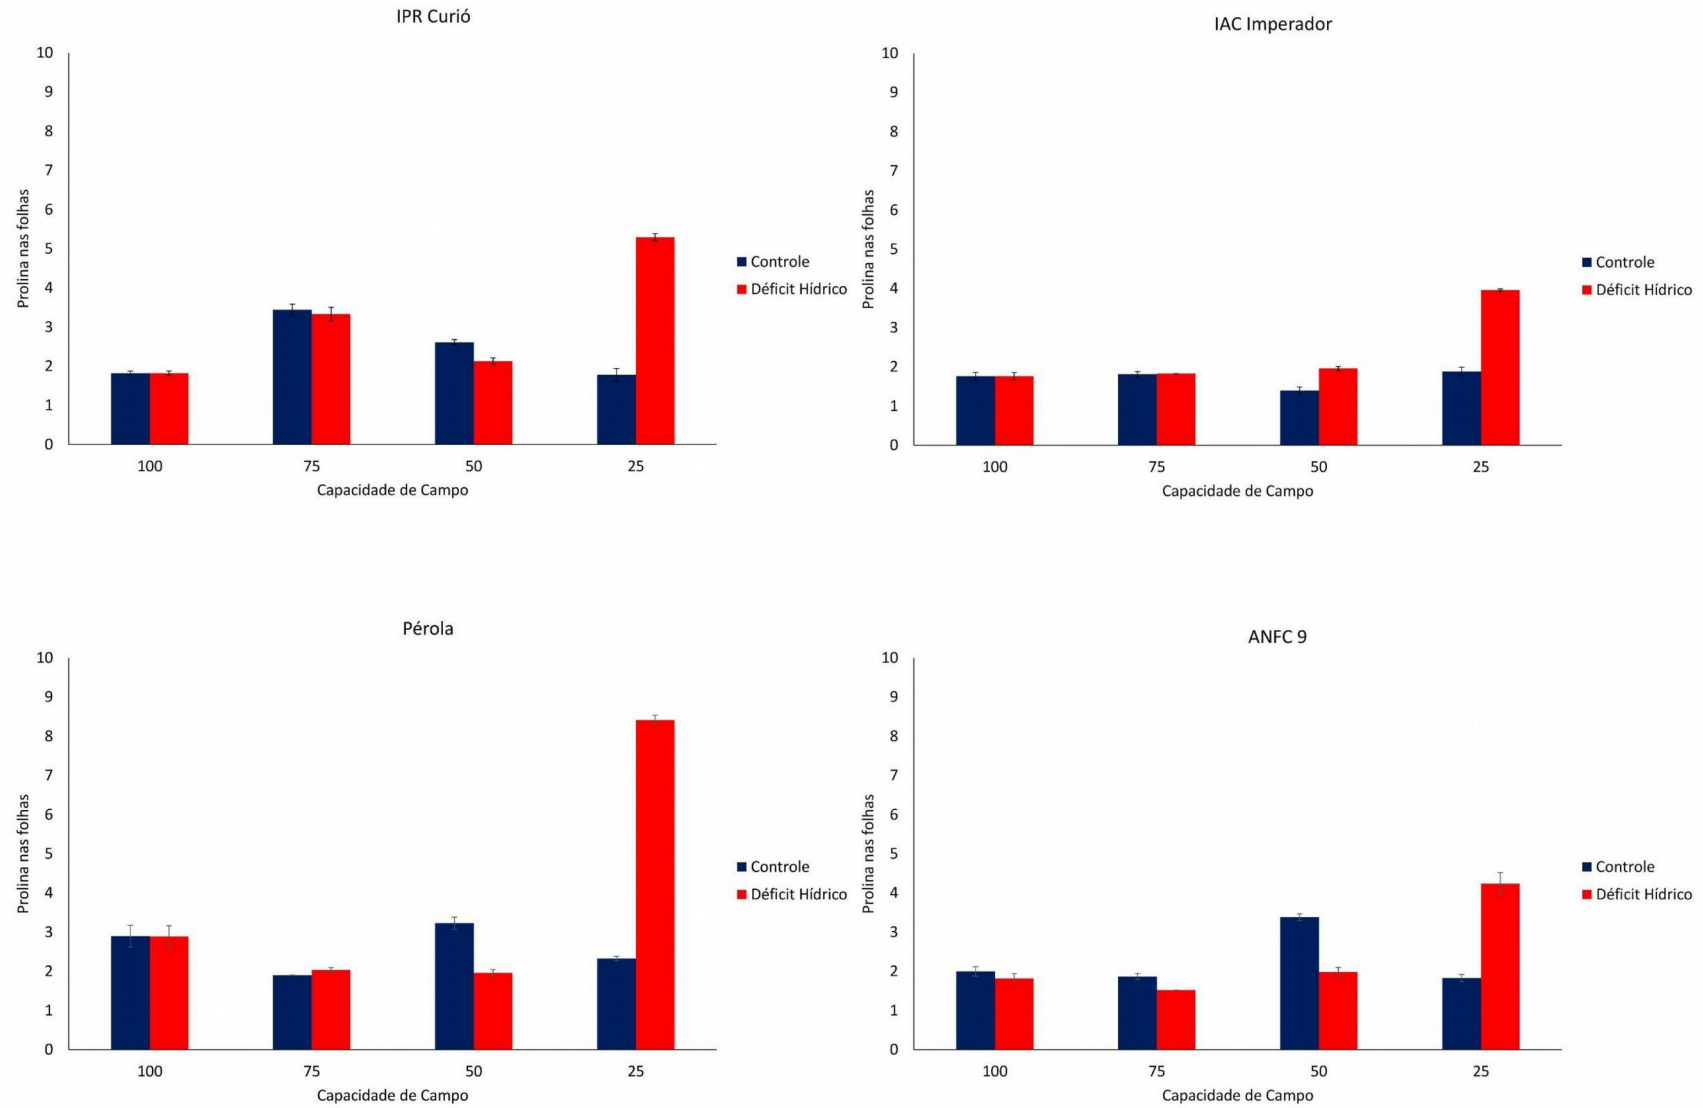 IPR Curió
10
9
8
7
6
5
4
3
2
1
0
Prolina nas folhas
100 75 50 25
Capacidade de Campo
Controle
Déficit Hídrico
IAC Imperador
10
9
8
7
6
5
4
3
2
1
0
Prolina nas folhas
100 75 50 25
Capacidade de Campo
Controle
Déficit Hídrico
Pérola
10
9
8
7
6
5
4
3
2
1
0
Prolina nas folhas
100 75 50 25
Capacidade de Campo
Controle
Déficit Hídrico
ANFC 9
10
9
8
7
6
5
4
3
2
1
0
Prolina nas folhas
100 75 50 25
Capacidade de Campo
Controle
Déficit Hídrico